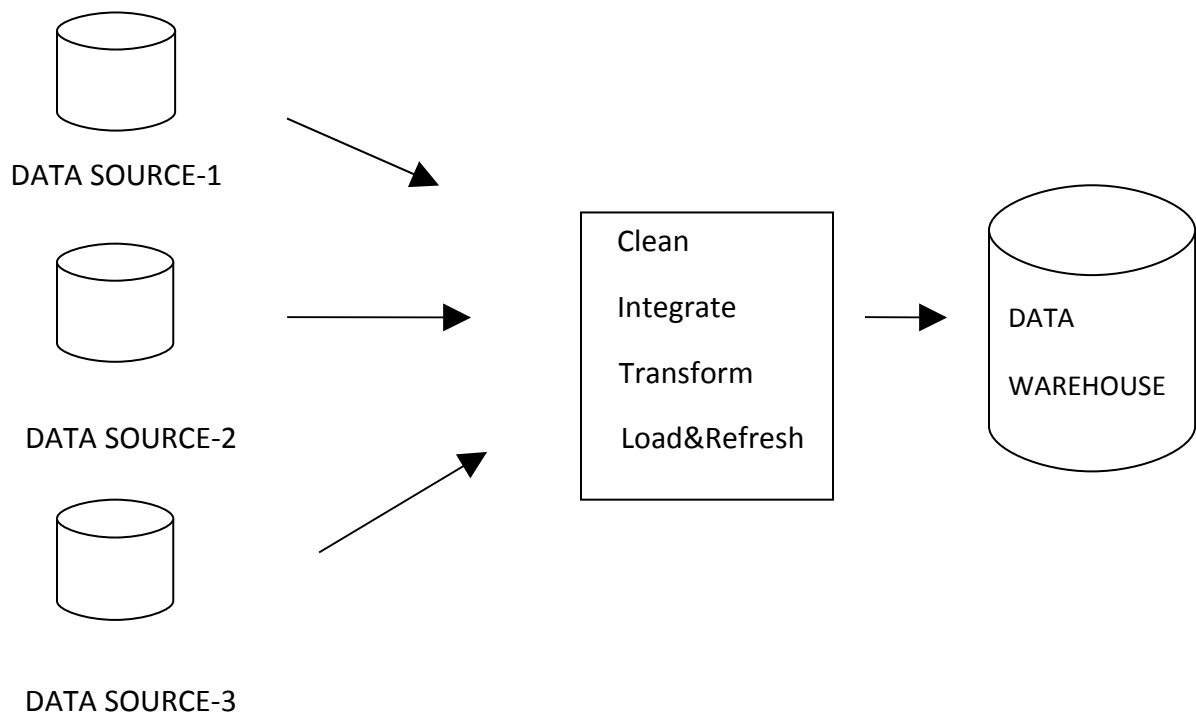 DATA SOURCE-1
DATA SOURCE-2
DATA SOURCE-3
Clean
Integrate
Transform
Load&Refresh
DATA
WAREHOUSE